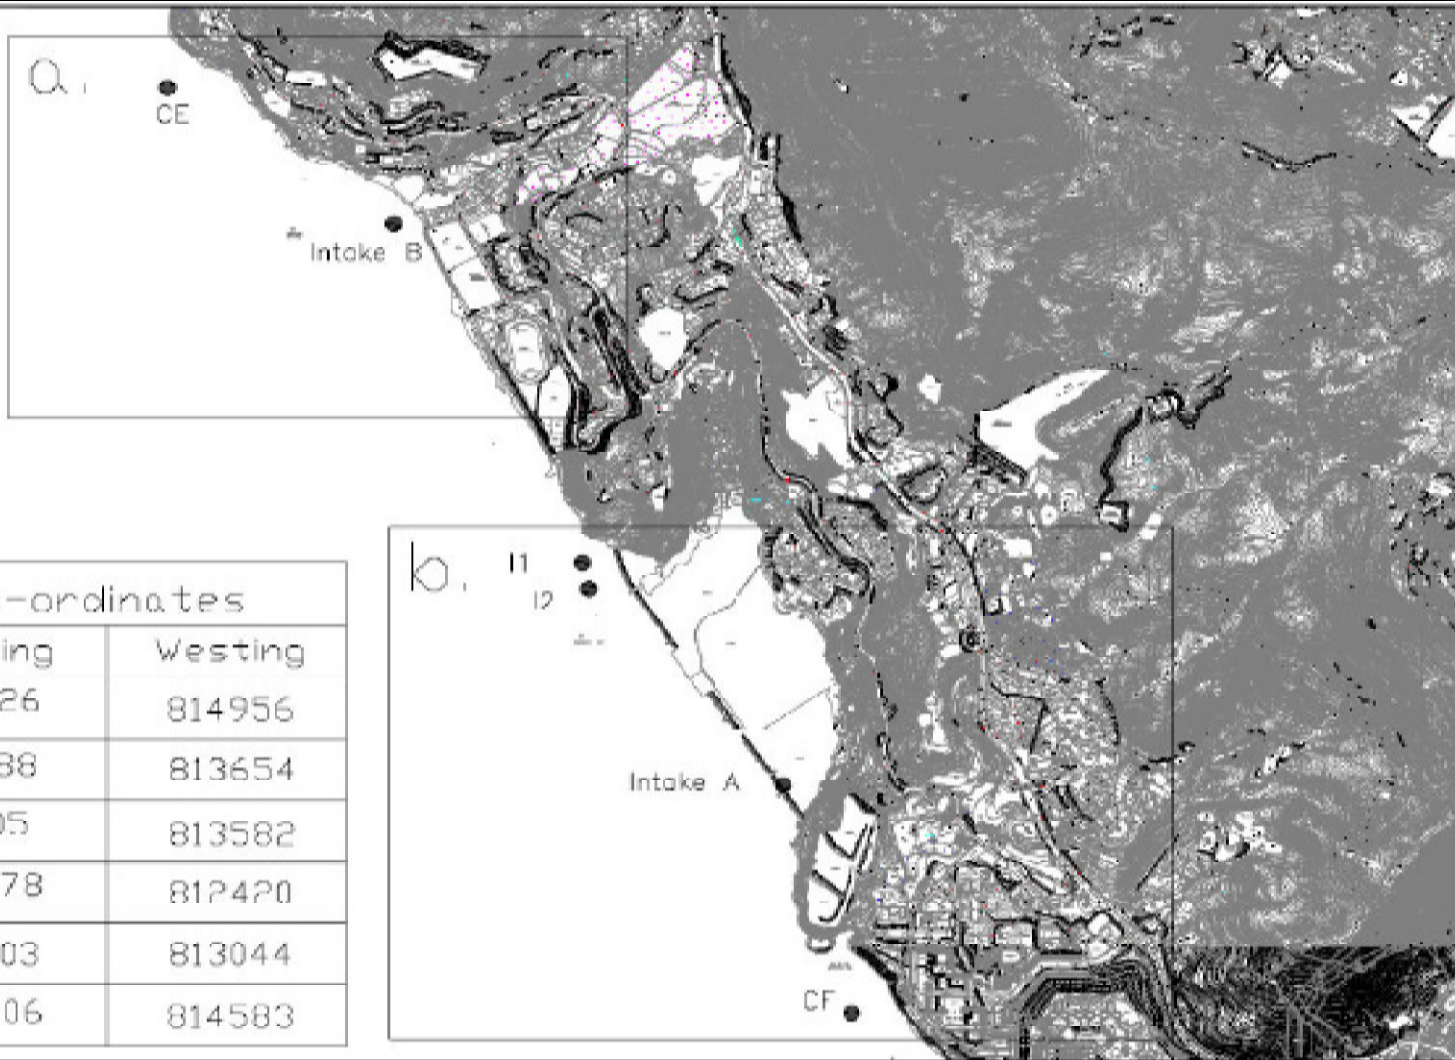 a.
CE
Intake B
b.
I1
I2
Intake A
CF
-ordinates
ing Westing
26 814956
88 813654
05 813582
78 812420
03 813044
06 814583